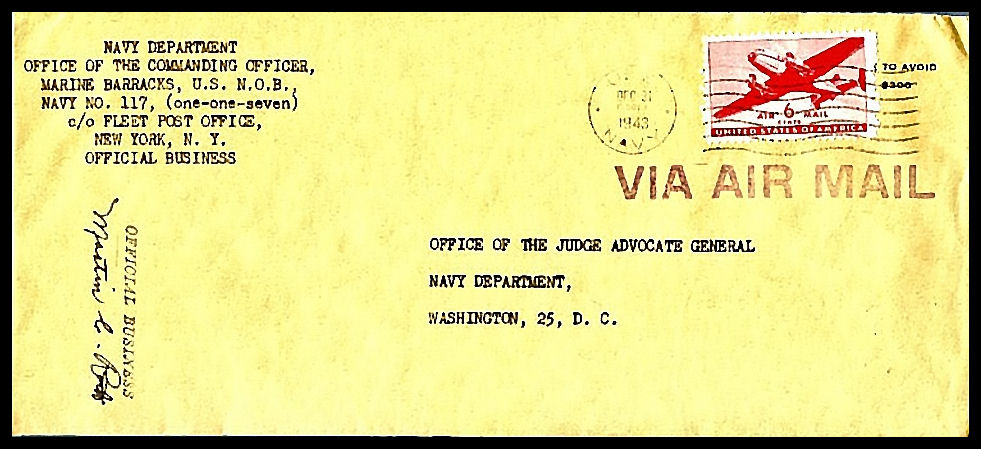 NAVY DEPARTMENT
OFFICE OF THE COMMANDING OFFICER,
MARINE BARRACKS, U.S. N.O.B.,
NAVY NO. 117, (one-one-seven)
c/o FLEET POST OFFICE,
NEW YORK, N. Y.
OFFICIAL BUSINESS
DEC 31
1943
NAVY
TO AVOID
$300
AIR 6 MAIL
CENTS
UNITED STATES OF AMERICA
VIA AIR MAIL
OFFICE OF THE JUDGE ADVOCATE GENERAL
NAVY DEPARTMENT,
WASHINGTON, 25, D. C.
OFFICIAL BUSINESS